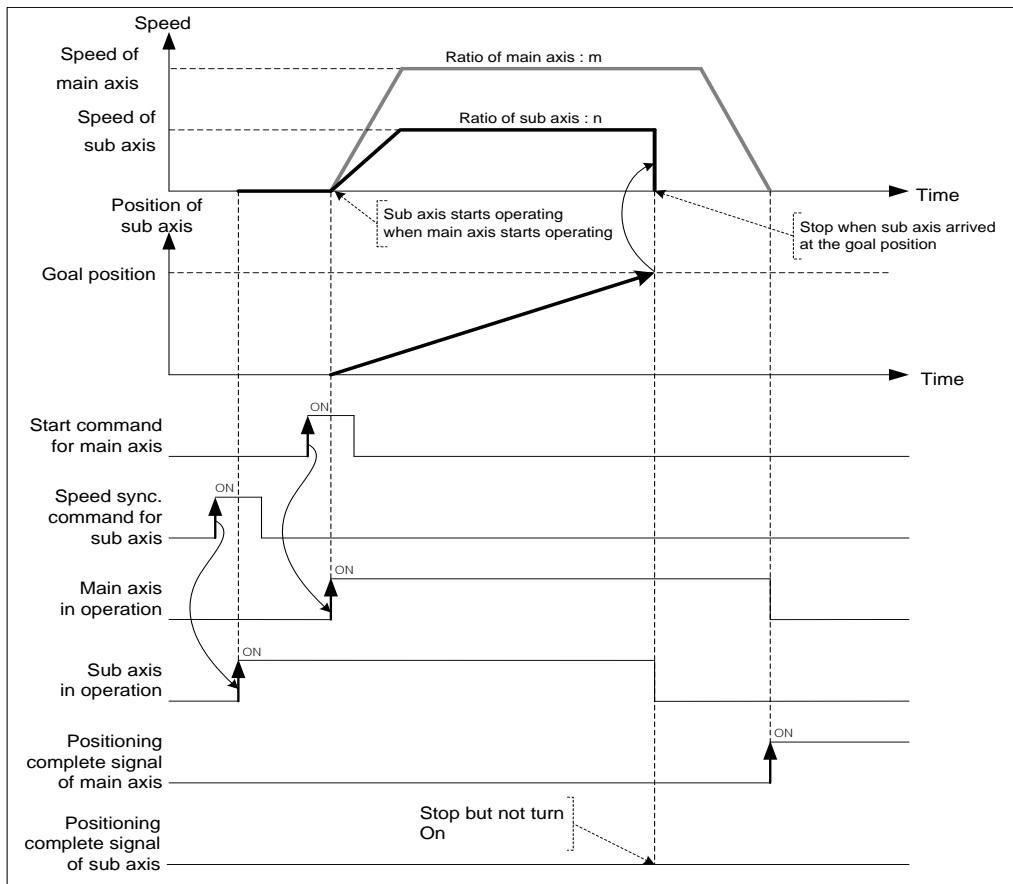 Speed
Speed of
main axis
Ratio of main axis : m
Speed of
sub axis
Ratio of sub axis : n
Time
Position of
sub axis
Sub axis starts operating
when main axis starts operating
Stop when sub axis arrived
at the goal position
Goal position
Time
ON
Start command
for main axis
ON
Speed sync.
command for
sub axis
ON
Main axis
in operation
ON
Sub axis
in operation
ON
Positioning
complete signal
of main axis
Stop but not turn
On
Positioning
complete signal
of sub axis